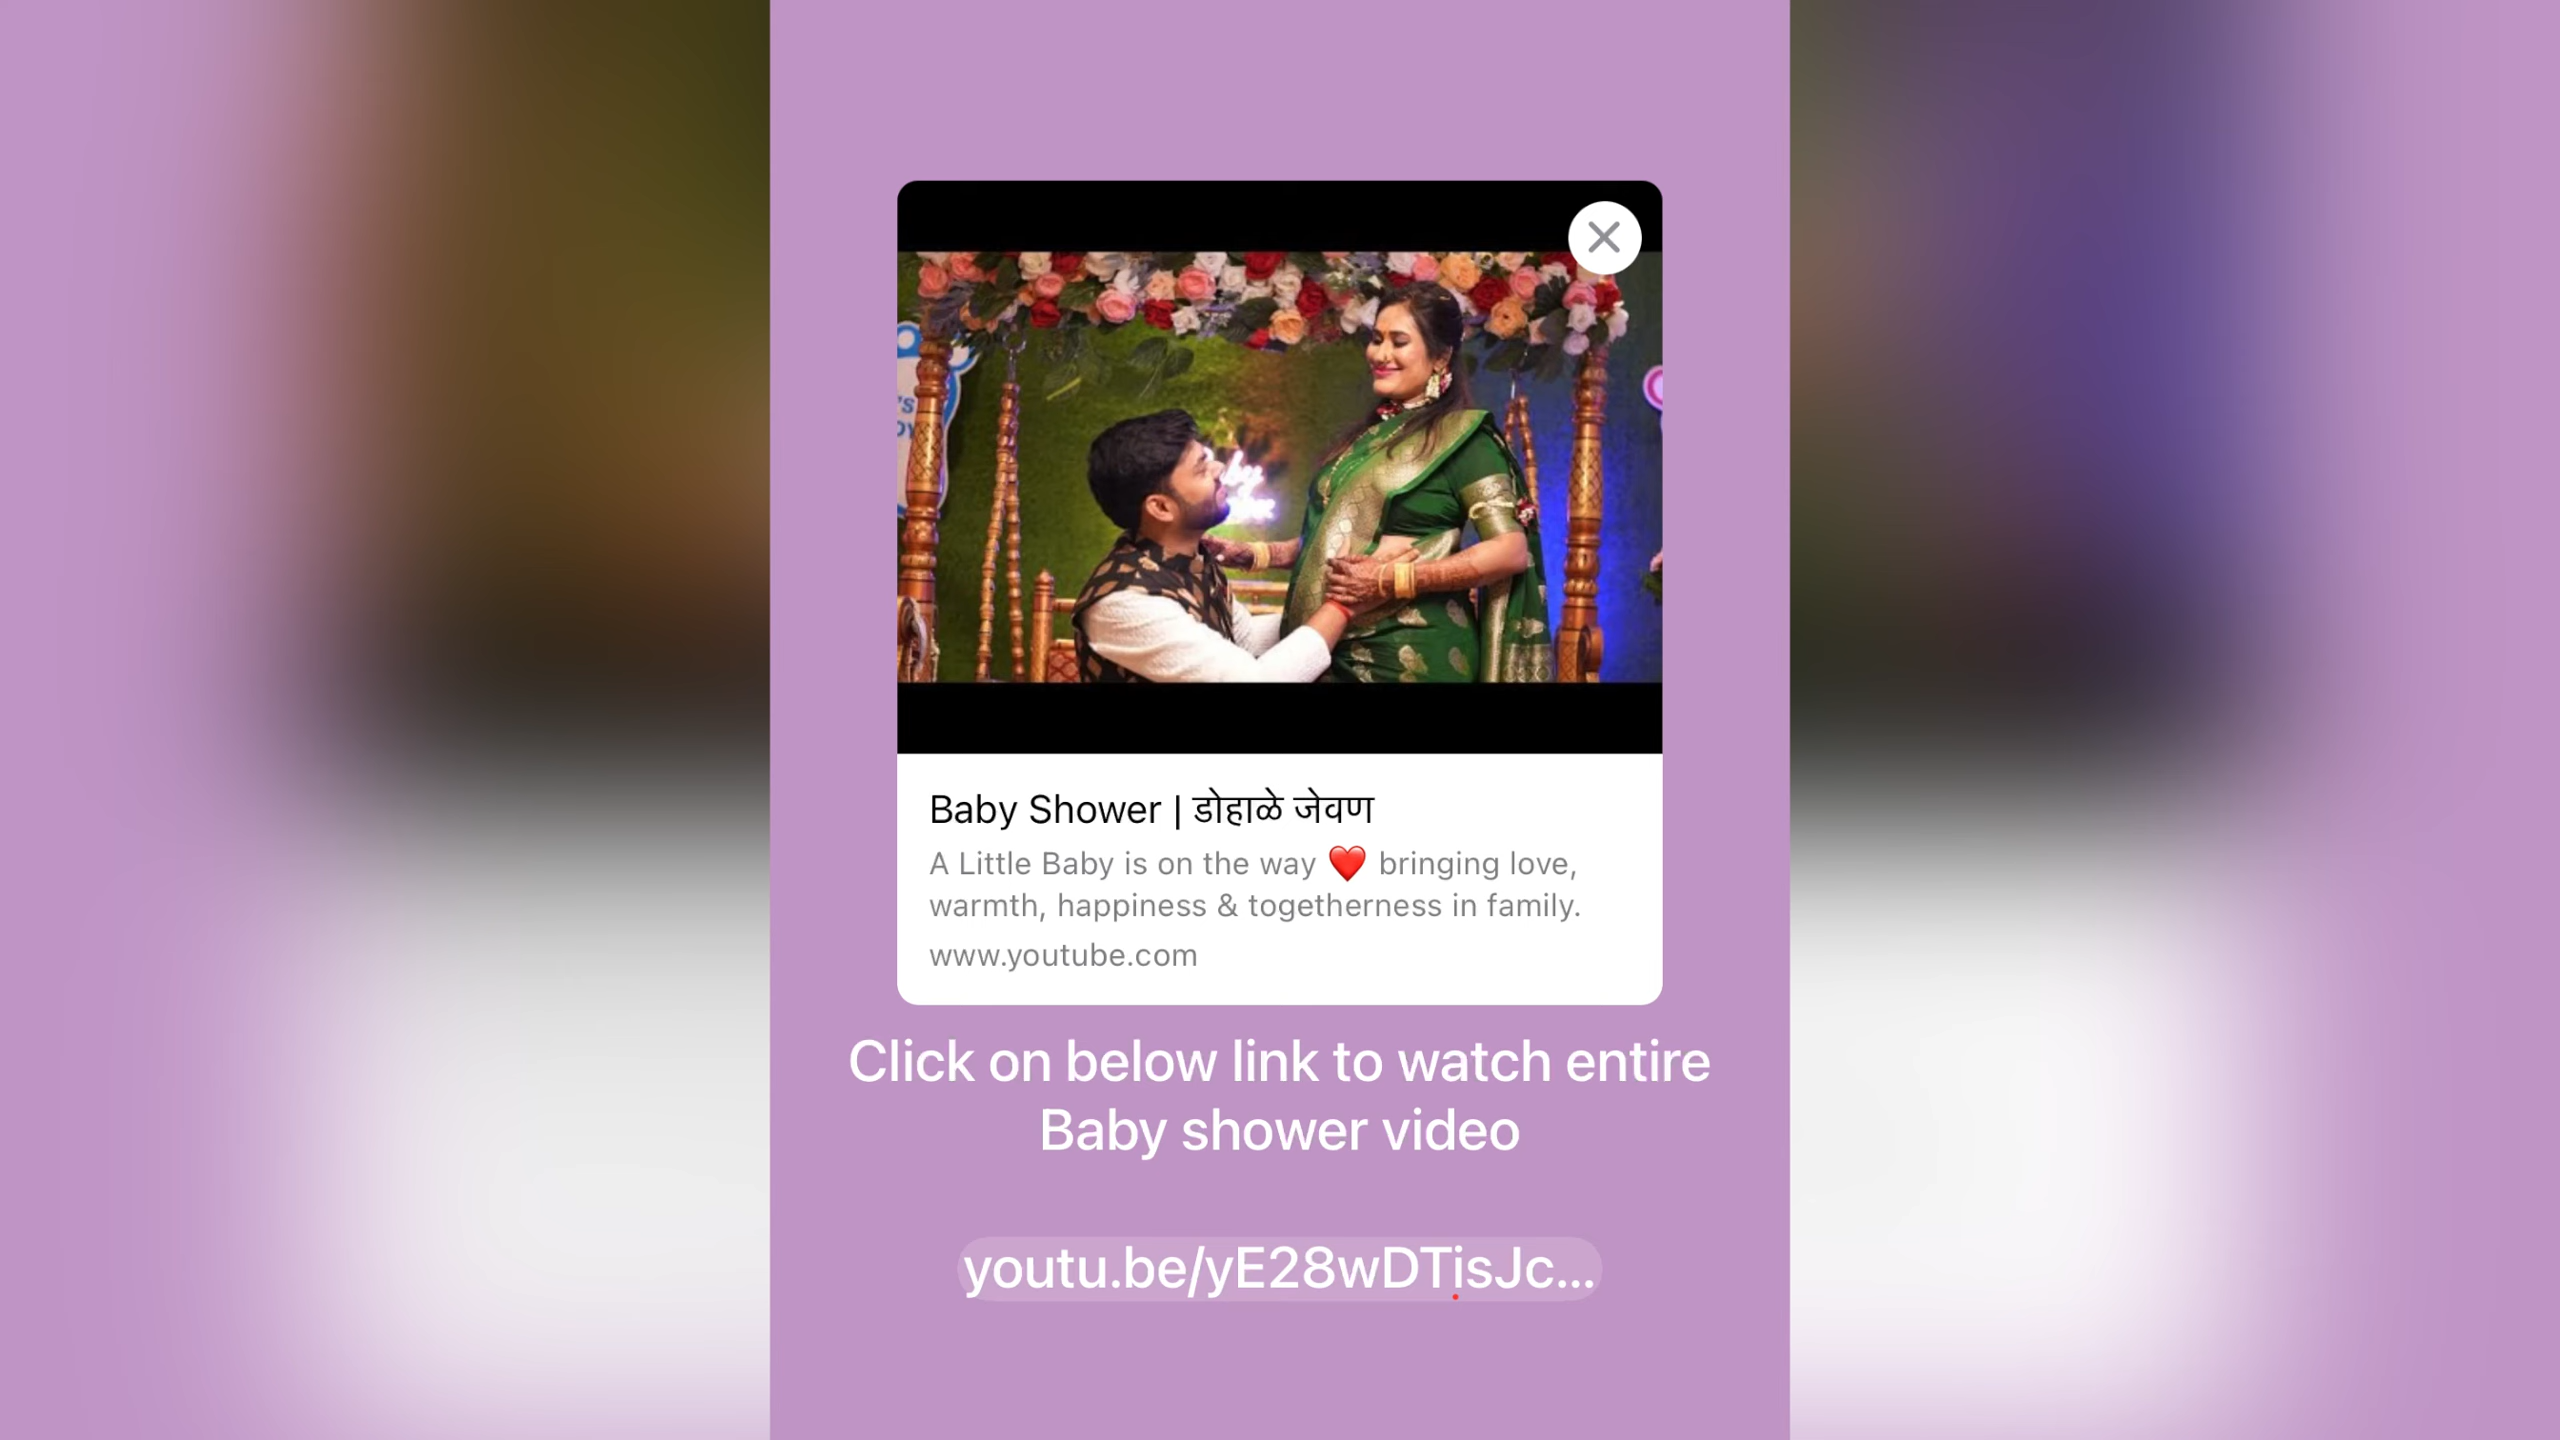 Baby Shower | डोहाळे जेवण
A Little Baby is on the way ❤️ bringing love,
warmth, happiness & togetherness in family.
www.youtube.com
Click on below link to watch entire
Baby shower video
youtu.be/yE28wDTisJc...